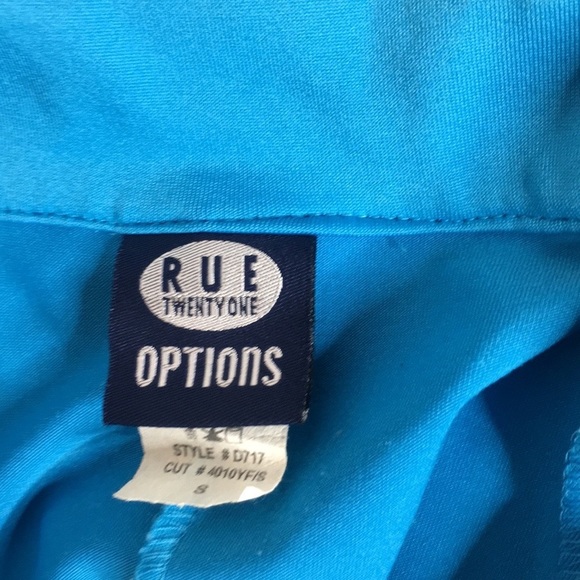 RUE
TWENTYONE
OPTIONS
STYLE # D717
CUT # 4010YF/S
S